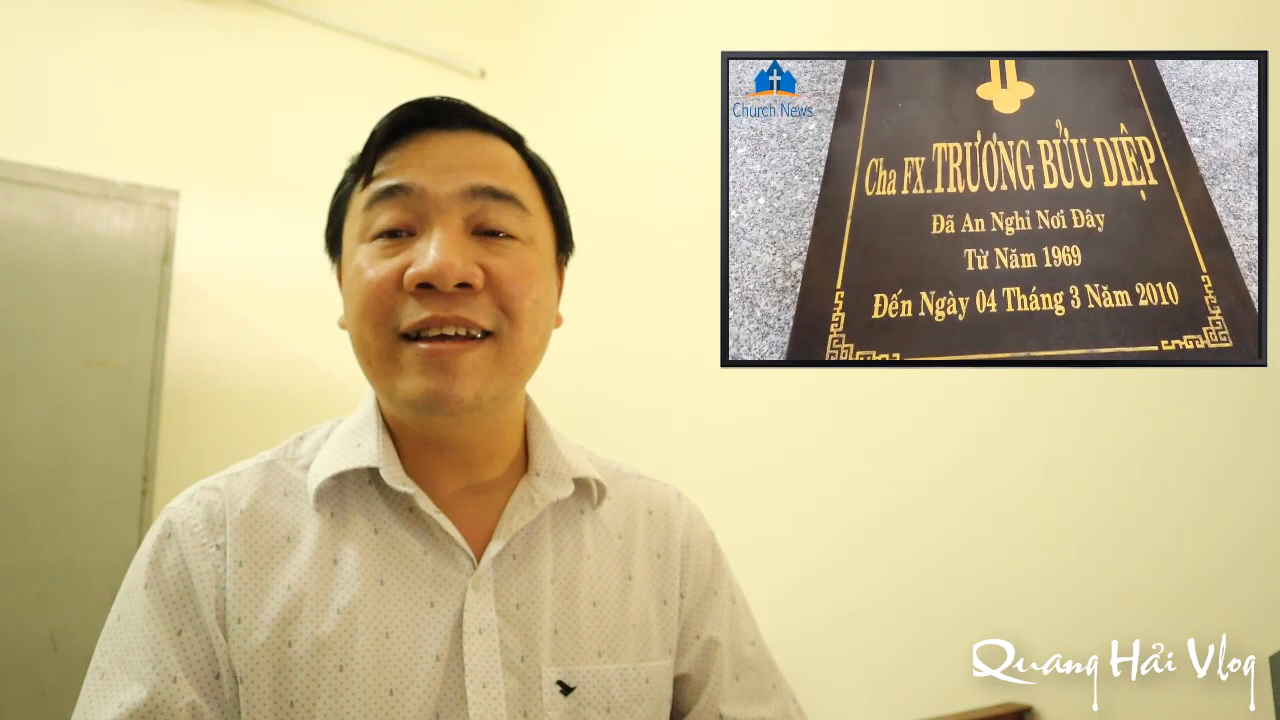 Church News
Cha FX. TRƯƠNG BỬU DIỆP
Đã An Nghỉ Nơi Đây
Từ Năm 1969
Đến Ngày 04 Tháng 3 Năm 2010
Quang Hải Vlog